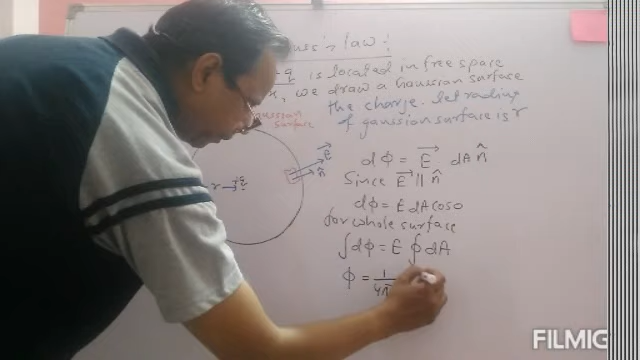 Gauss's law :
q is located in free space
we draw a Gaussian surface
the charge. Let radius
of gaussian surface is r
Gaussian
surface
E
n̂
r
+q
dΦ = E⃗ dA n̂
Since E⃗ || n̂
dΦ = E dA cos0
for whole surface
∫dΦ = E ∮ dA
Φ = 1/4π
FILMIG